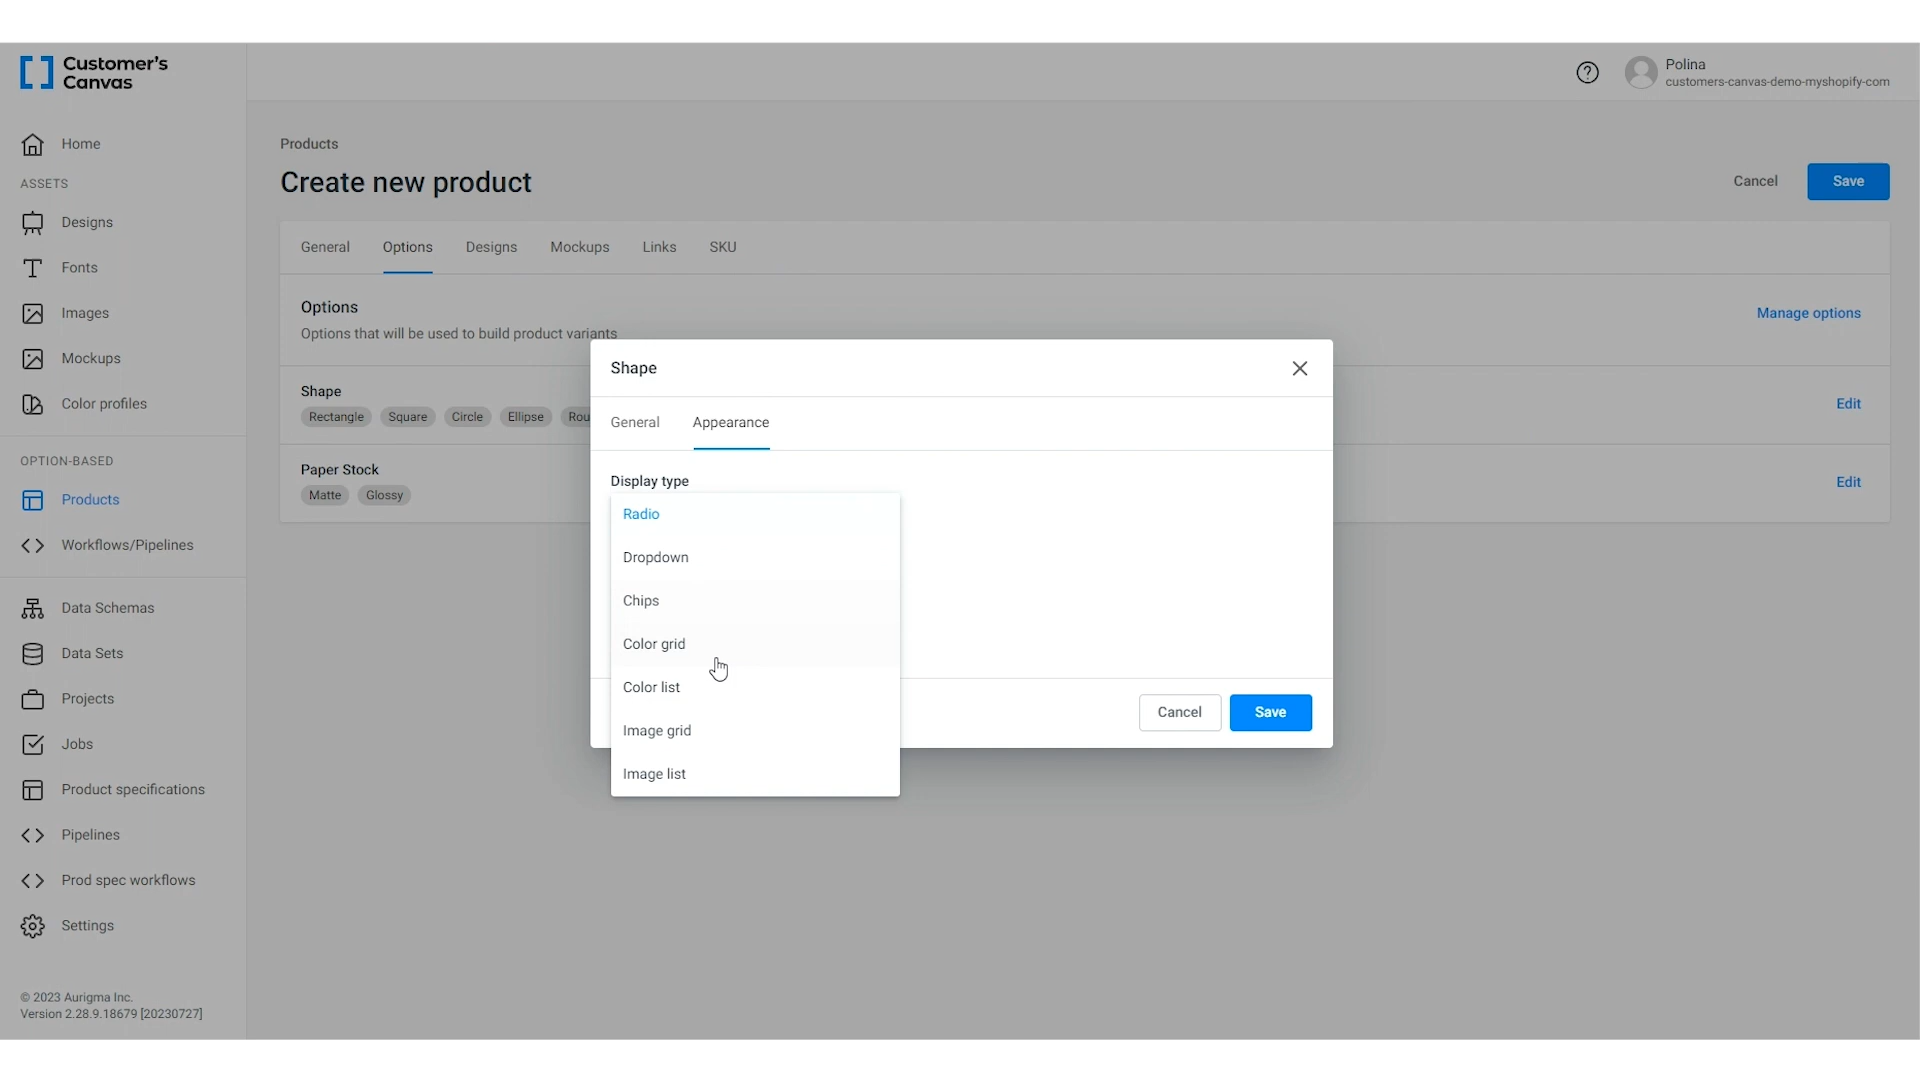 Customer's
Canvas
Polina
customers-canvas-demo-myshopify-com
Home
ASSETS
Designs
Fonts
Images
Mockups
Color profiles
OPTION-BASED
Products
Workflows/Pipelines
Data Schemas
Data Sets
Projects
Jobs
Product specifications
Pipelines
Prod spec workflows
Settings
© 2023 Aurigma Inc.
Version 2.28.9.18679 [20230727]
Products
Create new product
Cancel
Save
General
Options
Designs
Mockups
Links
SKU
Options
Options that will be used to build product variants
Manage options
Shape
Rectangle
Square
Circle
Ellipse
Rou
Edit
Paper Stock
Matte
Glossy
Edit
Shape
General
Appearance
Display type
Radio
Dropdown
Chips
Color grid
Color list
Image grid
Image list
Cancel
Save